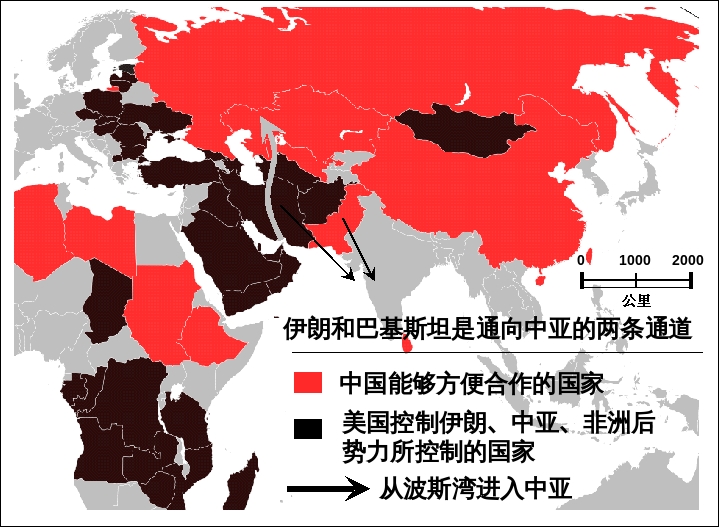 0 1000 2000
公里
伊朗和巴基斯坦是通向中亚的两条通道
中国能够方便合作的国家
美国控制伊朗、中亚、非洲后
势力所控制的国家
从波斯湾进入中亚